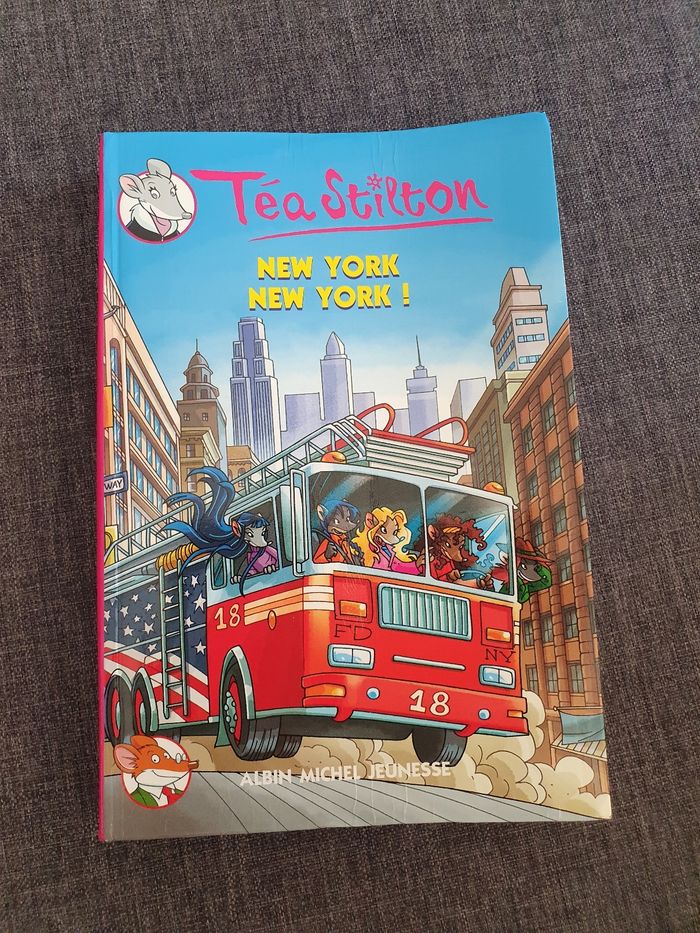 Téa Stilton
NEW YORK
NEW YORK !
WAY
18
FD
NY
18
ALBIN MICHEL JEUNESSE